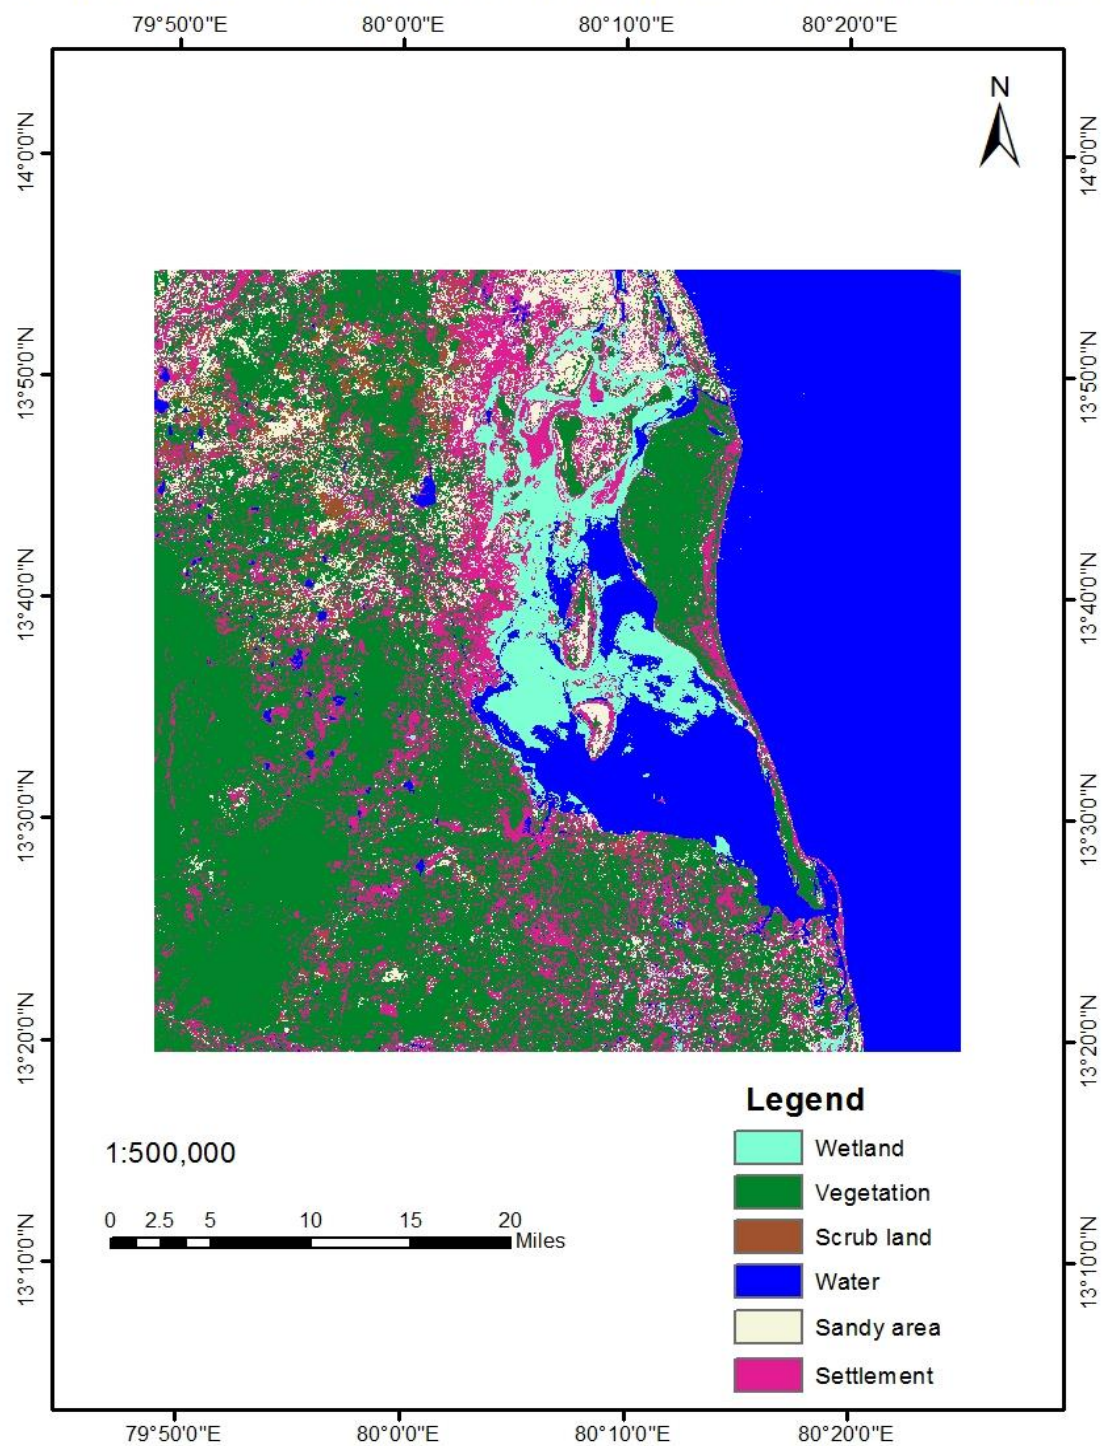 79°50'0"E 80°0'0"E 80°10'0"E 80°20'0"E
N
14°0'0"N 14°0'0"N
13°50'0"N 13°50'0"N
13°40'0"N 13°40'0"N
13°30'0"N 13°30'0"N
13°20'0"N 13°20'0"N
Legend
1:500,000
Wetland
Vegetation
0 2.5 5 10 15 20
Miles
Scrub land
13°10'0"N 13°10'0"N
Water
Sandy area
Settlement
79°50'0"E 80°0'0"E 80°10'0"E 80°20'0"E